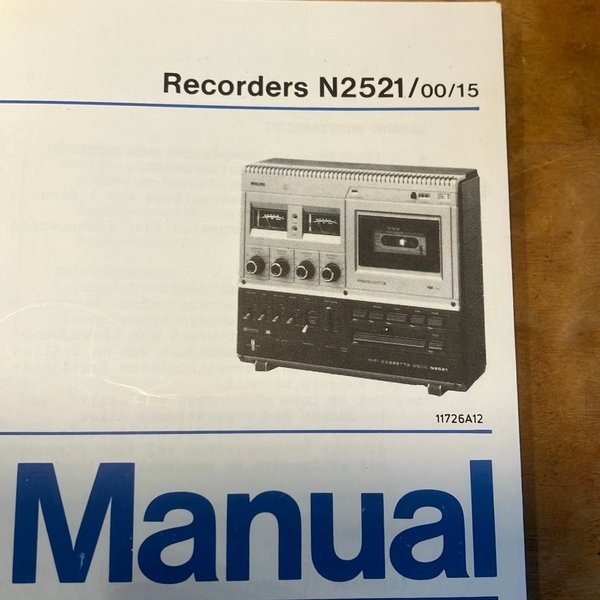 Recorders N2521/00/15
PHILIPS
HI-FI CASSETTE DECK N2521
11726A12
Manual